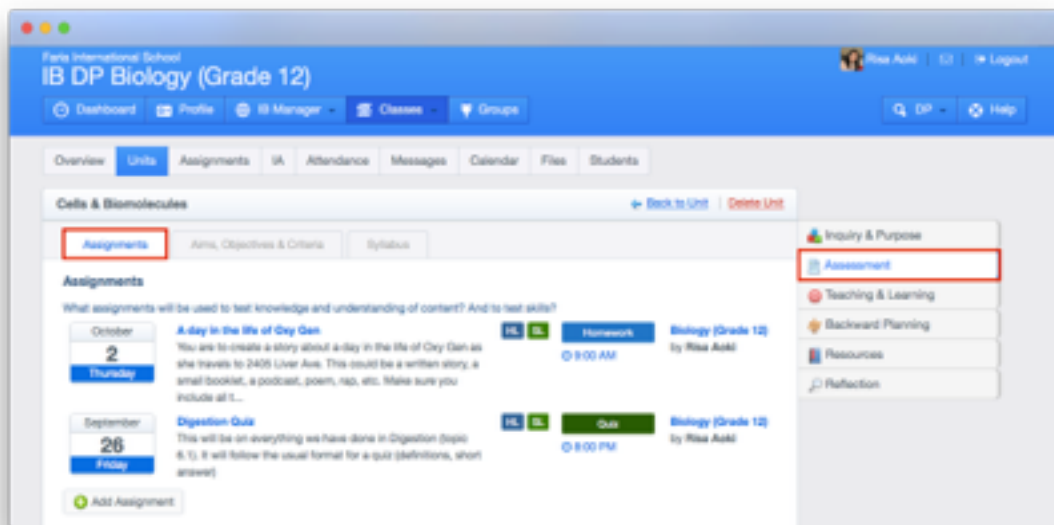 Faria International School
Risa Aoki Logout
IB DP Biology (Grade 12)
Dashboard Profile IB Manager Classes Groups DP Help
Overview Units Assignments IA Attendance Messages Calendar Files Students
Cells & Biomolecules Back to Unit Delete Unit
Assignments Aims, Objectives & Criteria Syllabus
Inquiry & Purpose
Assessment
Teaching & Learning
Backward Planning
Resources
Reflection
Assignments
What assignments will be used to test knowledge and understanding of content? And to test skills?
October
2
Thursday
A day in the life of Oxy Gen
You are to create a story about a day in the life of Oxy Gen as
she travels to 2405 Liver Ave. This could be a written story, a
small booklet, a podcast, poem, rap, etc. Make sure you
include all t...
HL SL
Homework
9:00 AM
Biology (Grade 12)
by Risa Aoki
September
26
Friday
Digestion Quiz
This will be on everything we have done in Digestion (topic
6.1). It will follow the usual format for a quiz (definitions, short
answer)
HL SL
Quiz
8:00 PM
Biology (Grade 12)
by Risa Aoki
Add Assignment